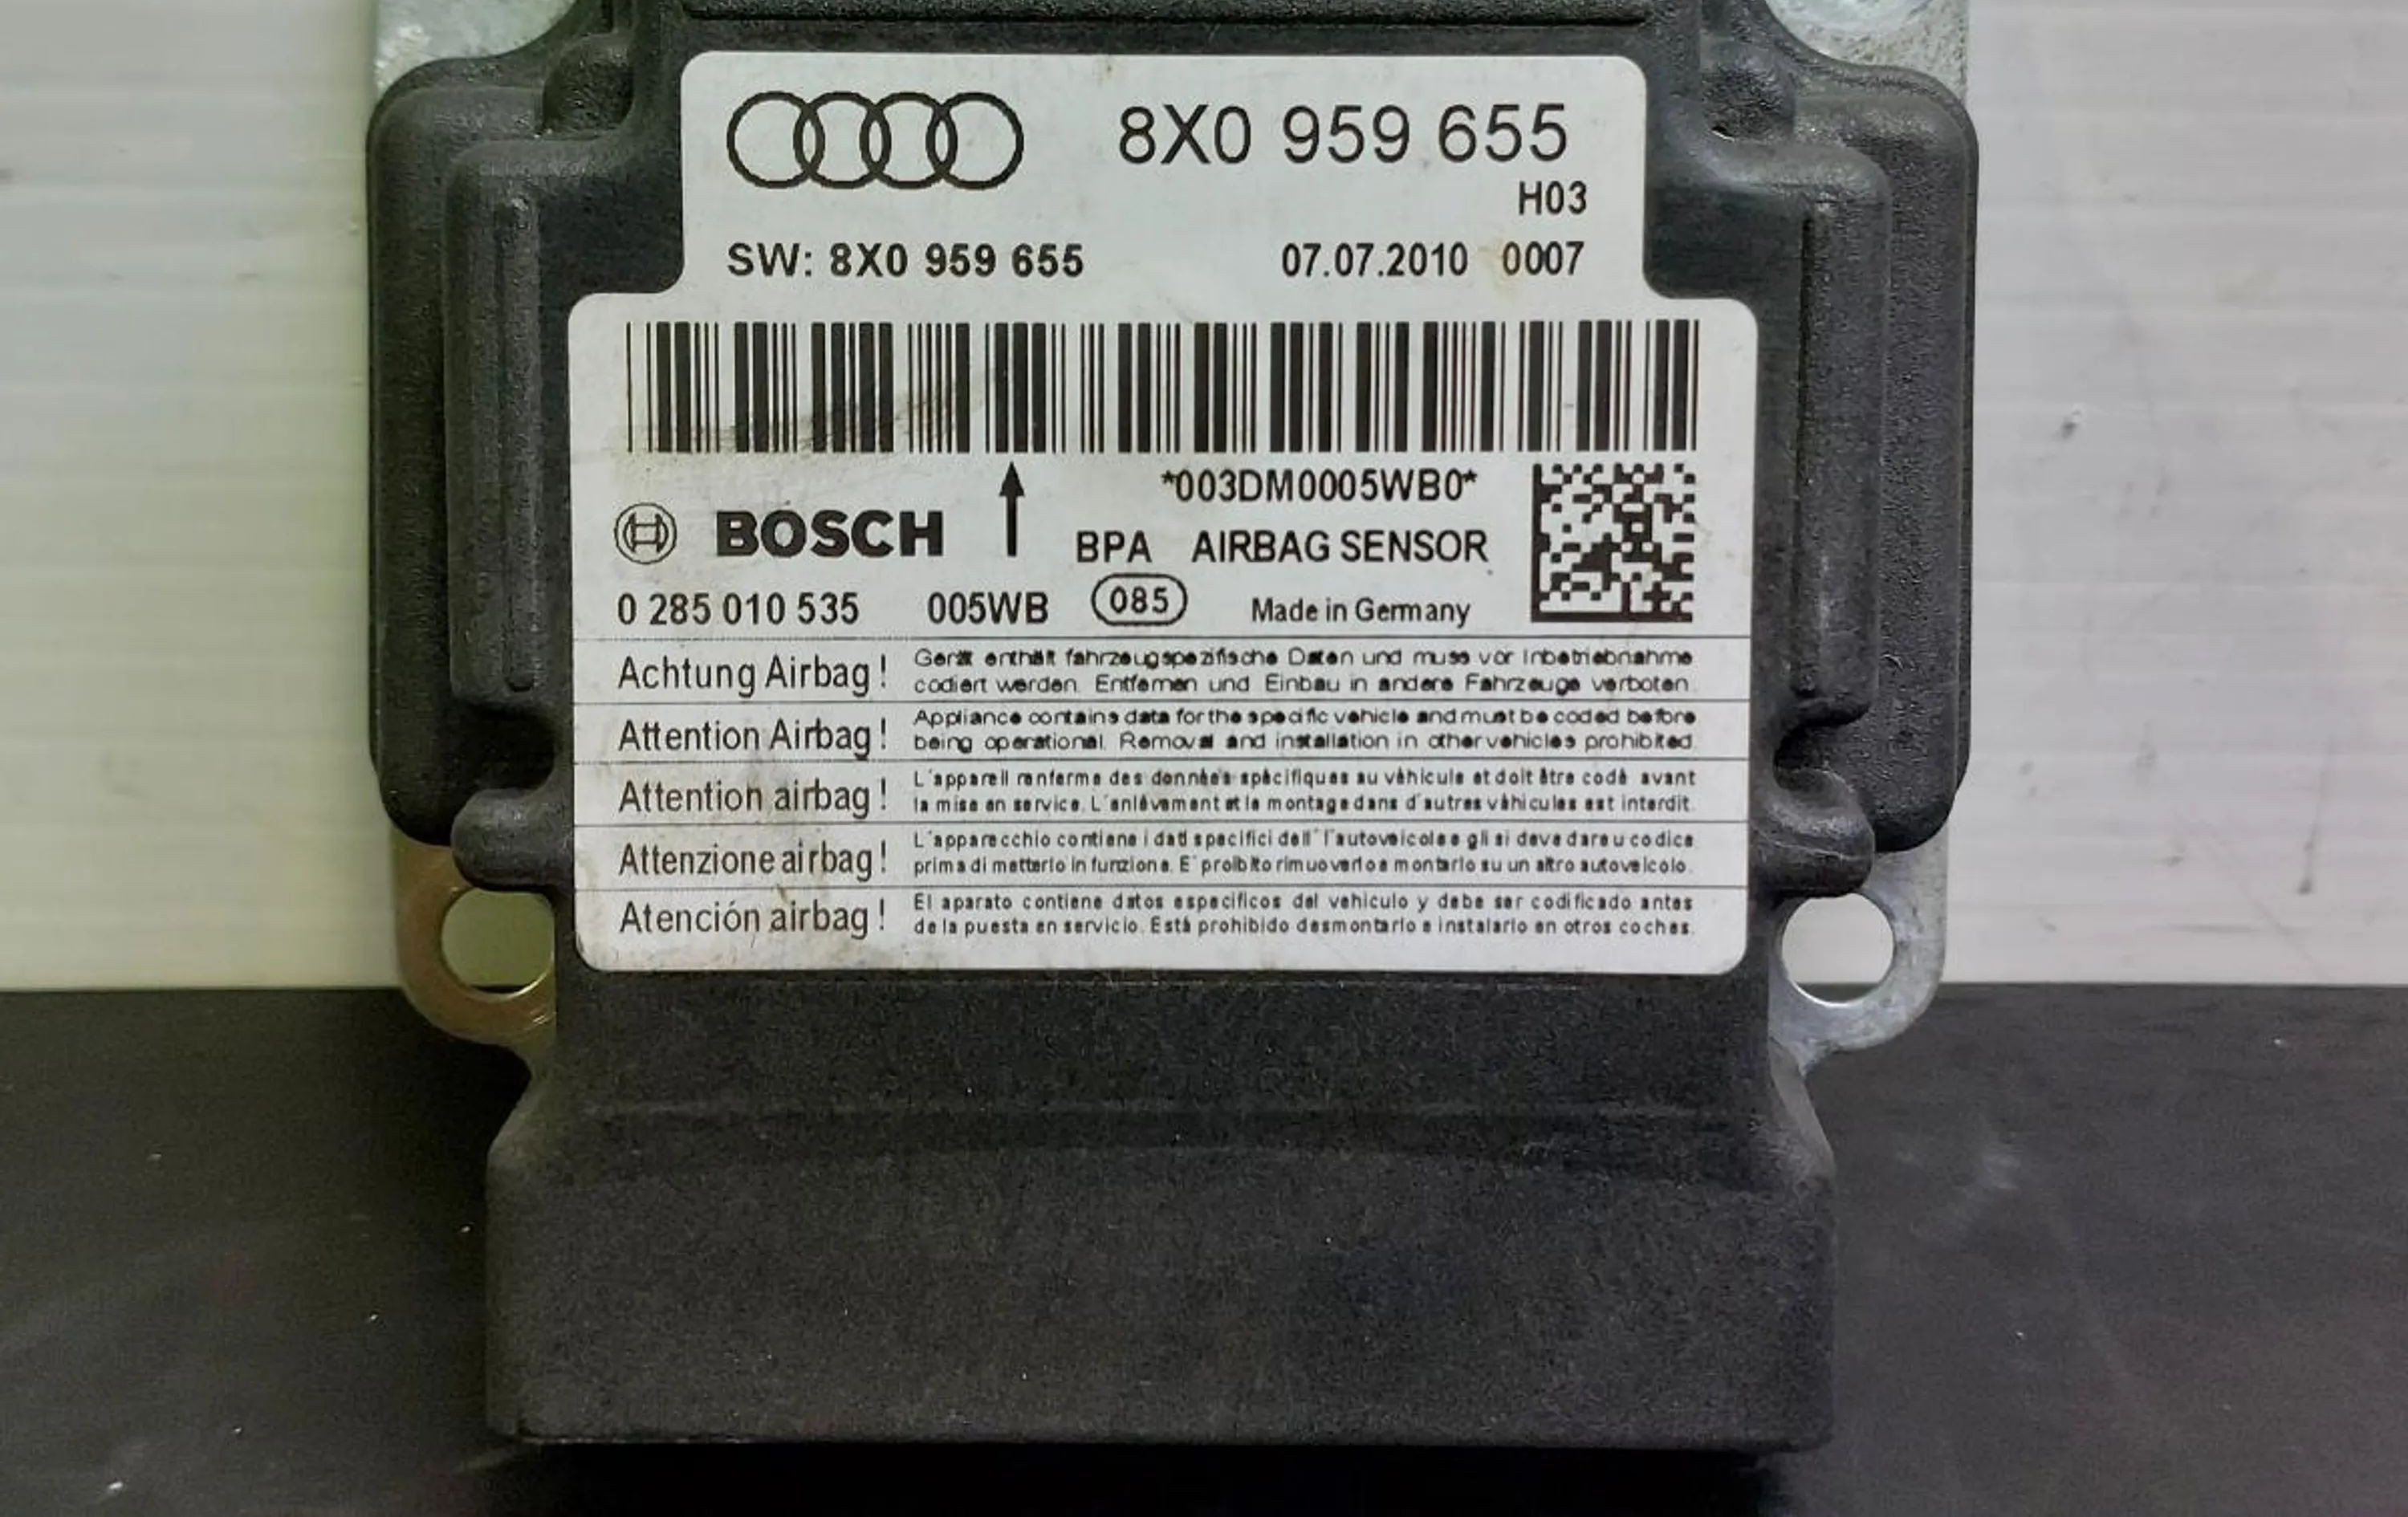 8X0 959 655
H03
SW: 8X0 959 655 07.07.2010 0007
*003DM0005WB0*
BOSCH BPA AIRBAG SENSOR
0 285 010 535 005WB 085 Made in Germany
Achtung Airbag! Gerät enthält fahrzeugspezifische Daten und muss vor Inbetriebnahme
codiert werden. Entfernen und Einbau in andere Fahrzeuge verboten.
Attention Airbag! Appliance contains data for the specific vehicle and must be coded before
being operational. Removal and installation in other vehicles prohibited.
Attention airbag! L´appareil renferme des données spècifiques au vèhicule et doit être codè avant
la mise en service. L´enlèvement et le montage dans d´autres vèhicules est interdit.
Attenzione airbag! L´apparecchio contiene i dati specifici dell´ l´autoveicolo e gli si deve dare u codice
prima di metterlo in funzione. E´ proibito rimuoverlo e montarlo su un altro autoveicolo.
Atención airbag! El aparato contiene datos especificos del vehiculo y debe ser codificado antes
de la puesta en servicio. Està prohibido desmontarlo e instalarlo en otros coches.